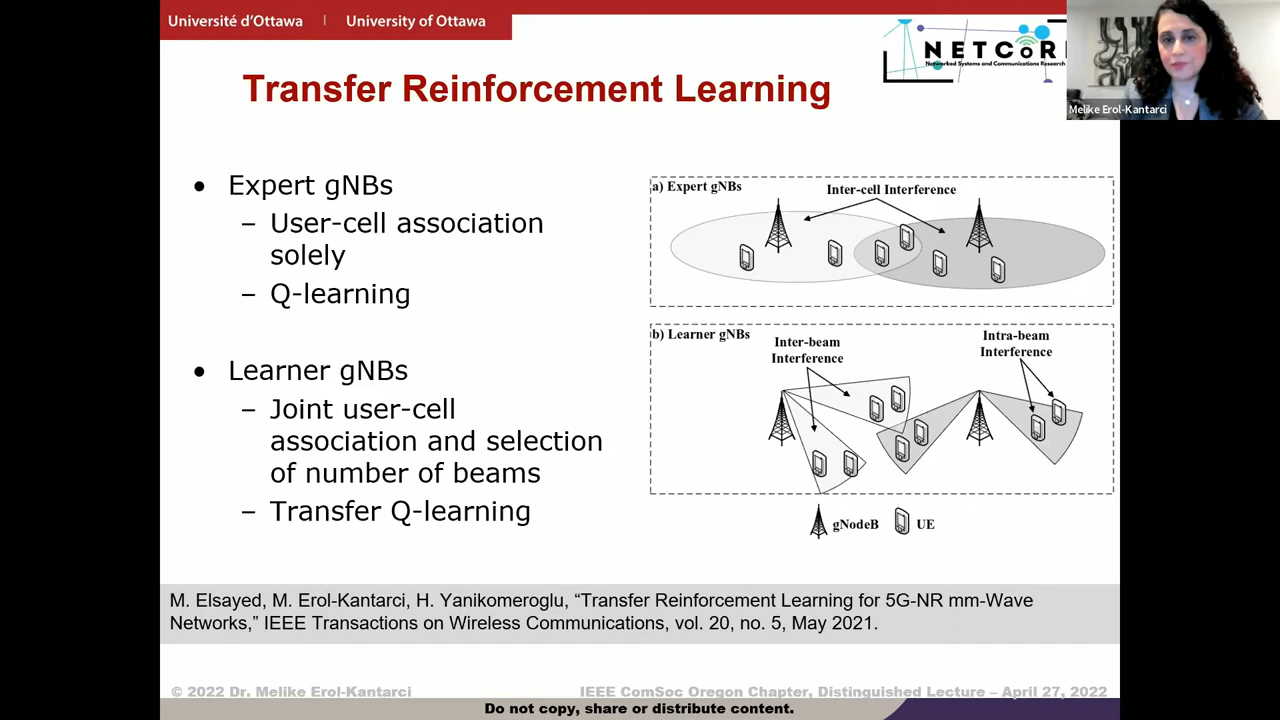 Université d'Ottawa | University of Ottawa
NETCOR
Networked Systems and Communications Research
Melike Erol-Kantarci
Transfer Reinforcement Learning
• Expert gNBs
– User-cell association
solely
– Q-learning
• Learner gNBs
– Joint user-cell
association and selection
of number of beams
– Transfer Q-learning
a) Expert gNBs
Inter-cell Interference
b) Learner gNBs
Inter-beam
Interference
Intra-beam
Interference
gNodeB
UE
M. Elsayed, M. Erol-Kantarci, H. Yanikomeroglu, “Transfer Reinforcement Learning for 5G-NR mm-Wave
Networks,” IEEE Transactions on Wireless Communications, vol. 20, no. 5, May 2021.
© 2022 Dr. Melike Erol-Kantarci
IEEE ComSoc Oregon Chapter, Distinguished Lecture – April 27, 2022
Do not copy, share or distribute content.